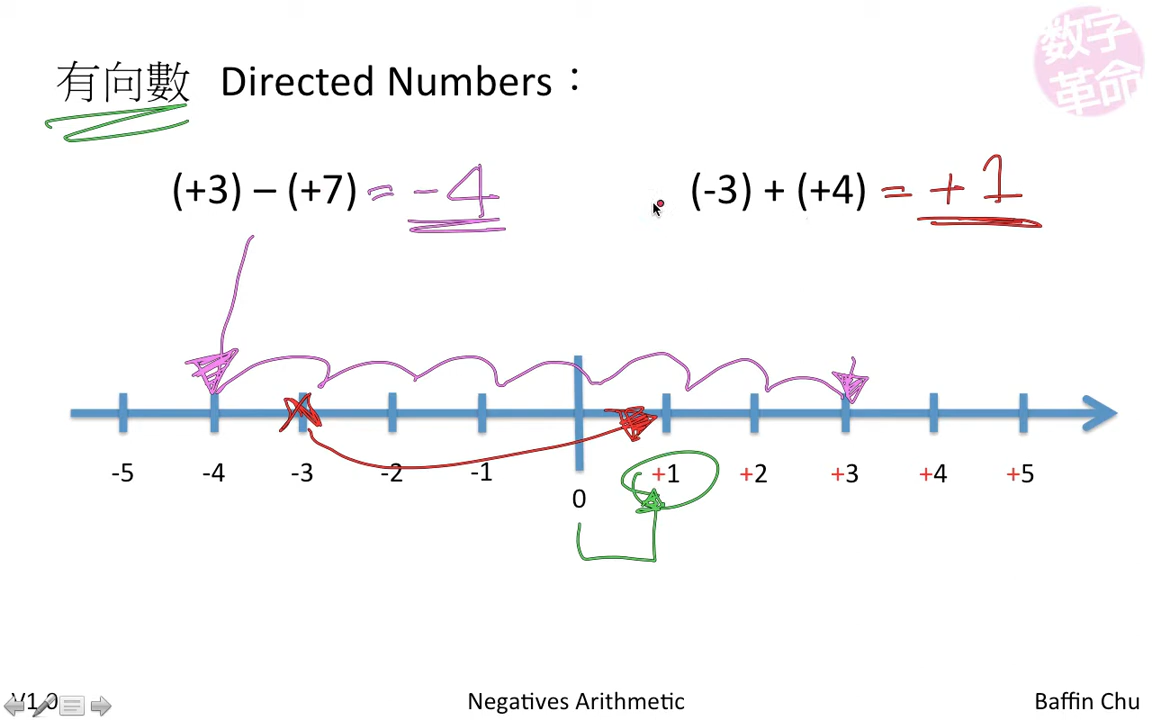 数字
革命
有向數 Directed Numbers：
(+3) – (+7) = -4
(-3) + (+4) = +1
-5 -4 -3 -2 -1 0 +1 +2 +3 +4 +5
V1.0 Negatives Arithmetic Baffin Chu